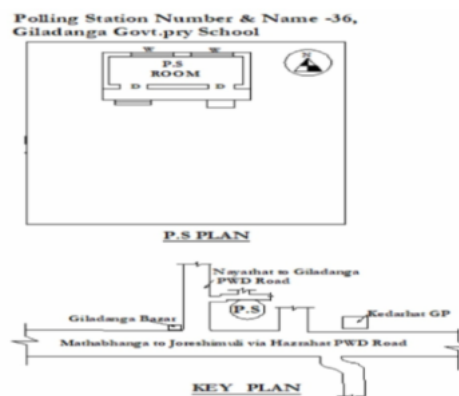 Polling Station Number & Name -36,
Giladanga Govt.pry School
W W
N
P.S
ROOM
D D
P.S PLAN
Nayarhat to Giladanga
PWD Road
Giladanga Bazar
P.S
Kedarhat GP
Mathabhanga to Joreshimuli via Hazrahat PWD Road
KEY PLAN